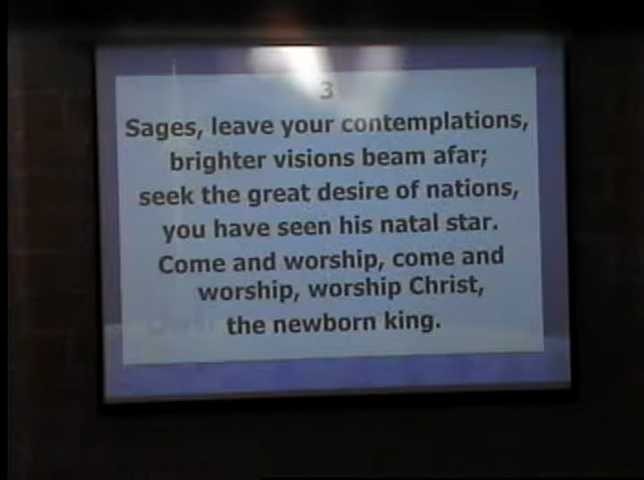 3
Sages, leave your contemplations,
brighter visions beam afar;
seek the great desire of nations,
you have seen his natal star.
Come and worship, come and
worship, worship Christ,
the newborn king.